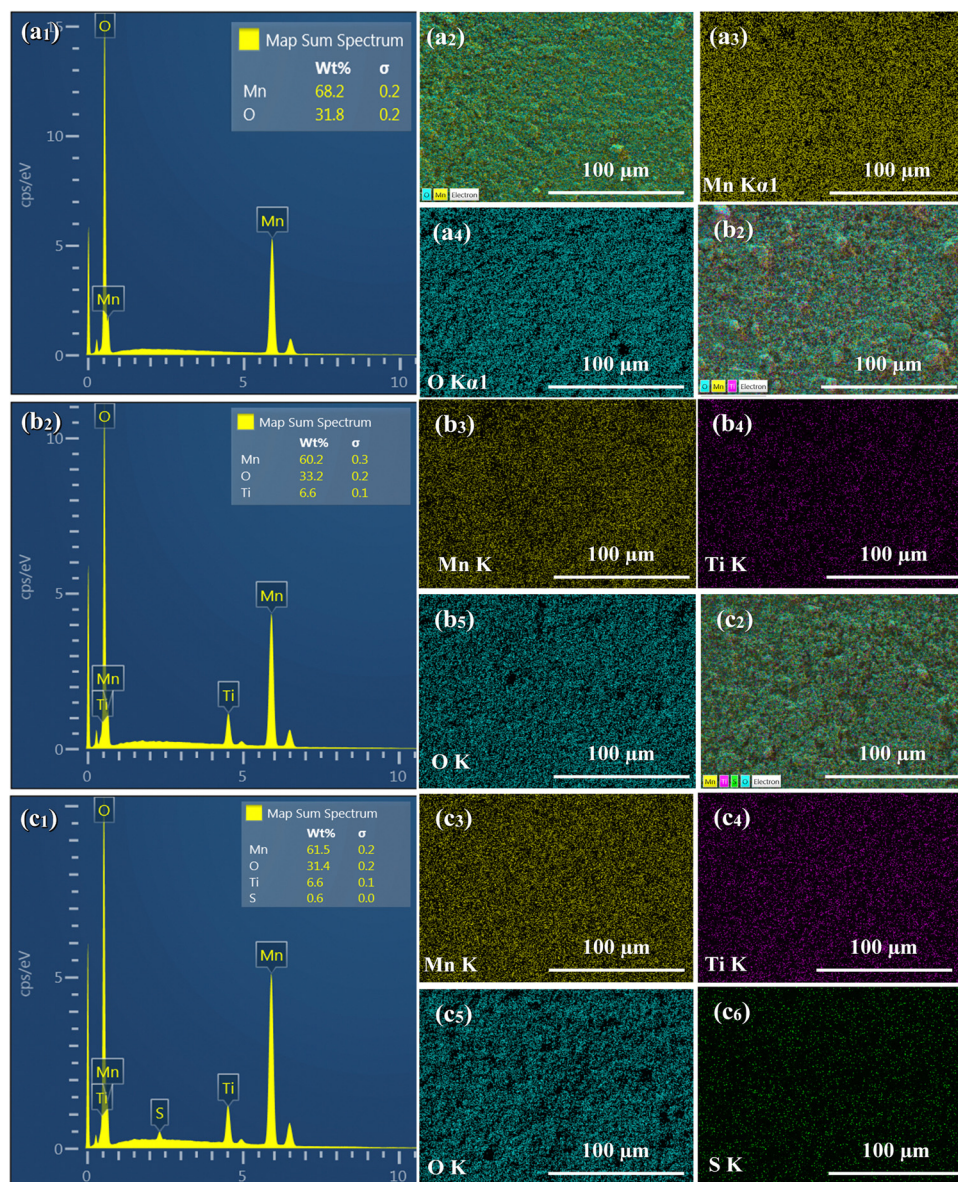 (a₁)
O
Map Sum Spectrum
Wt% σ
Mn 68.2 0.2
O 31.8 0.2
15
10
cps/eV
5
Mn
Mn
0
0 5 10
(a₂)
100 µm
O Mn Electron
(a₃)
100 µm
Mn Kα1
(a₄)
100 µm
O Kα1
(b₂)
100 µm
O Mn Ti Electron
(b₂)
O
Map Sum Spectrum
Wt% σ
Mn 60.2 0.3
O 33.2 0.2
Ti 6.6 0.1
10
cps/eV
5
Mn
Mn
Ti
Ti
0
0 5 10
(b₃)
100 µm
Mn K
(b₄)
100 µm
Ti K
(b₅)
100 µm
O K
(c₂)
100 µm
Mn Ti S O Electron
(c₁)
O
Map Sum Spectrum
Wt% σ
Mn 61.5 0.2
O 31.4 0.2
Ti 6.6 0.1
S 0.6 0.0
cps/eV
5
Mn
Mn
Ti
S
Ti
0
0 5 10
(c₃)
100 µm
Mn K
(c₄)
100 µm
Ti K
(c₅)
100 µm
O K
(c₆)
100 µm
S K